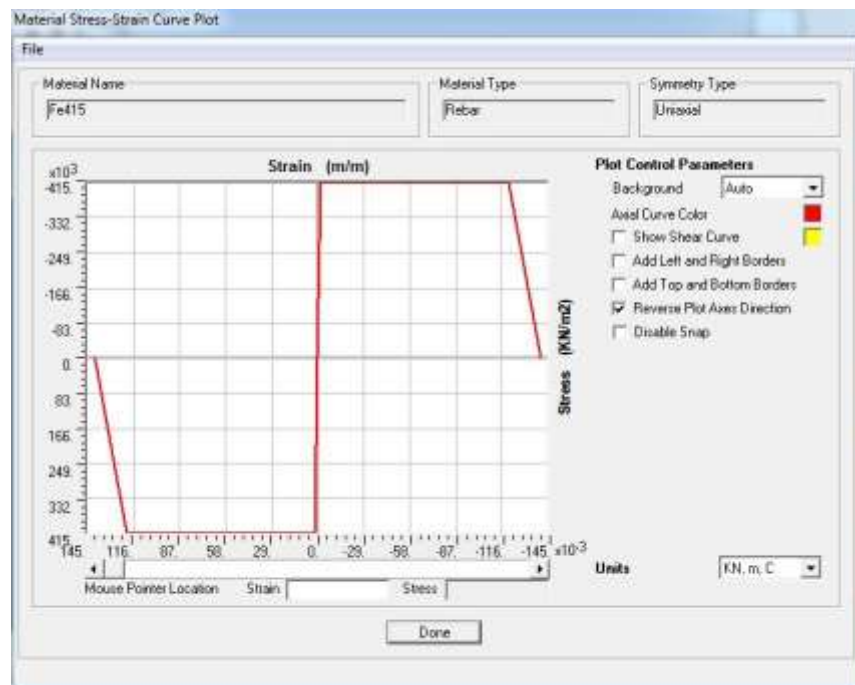 Material Stress-Strain Curve Plot
File
Material Name
Material Type
Symmetry Type
Fe415
Rebar
Uniaxial
x10³
Strain (m/m)
-415.
-332.
-249.
-166.
-83.
0.
83.
166.
249.
332.
415.
145. 116. 87. 58. 29. 0. -29. -58. -87. -116. -145. x10⁻³
Stress (KN/m2)
Mouse Pointer Location Strain Stress
Plot Control Parameters
Background Auto
Axial Curve Color
Show Shear Curve
Add Left and Right Borders
Add Top and Bottom Borders
Reverse Plot Axes Direction
Disable Snap
Units KN, m, C
Done